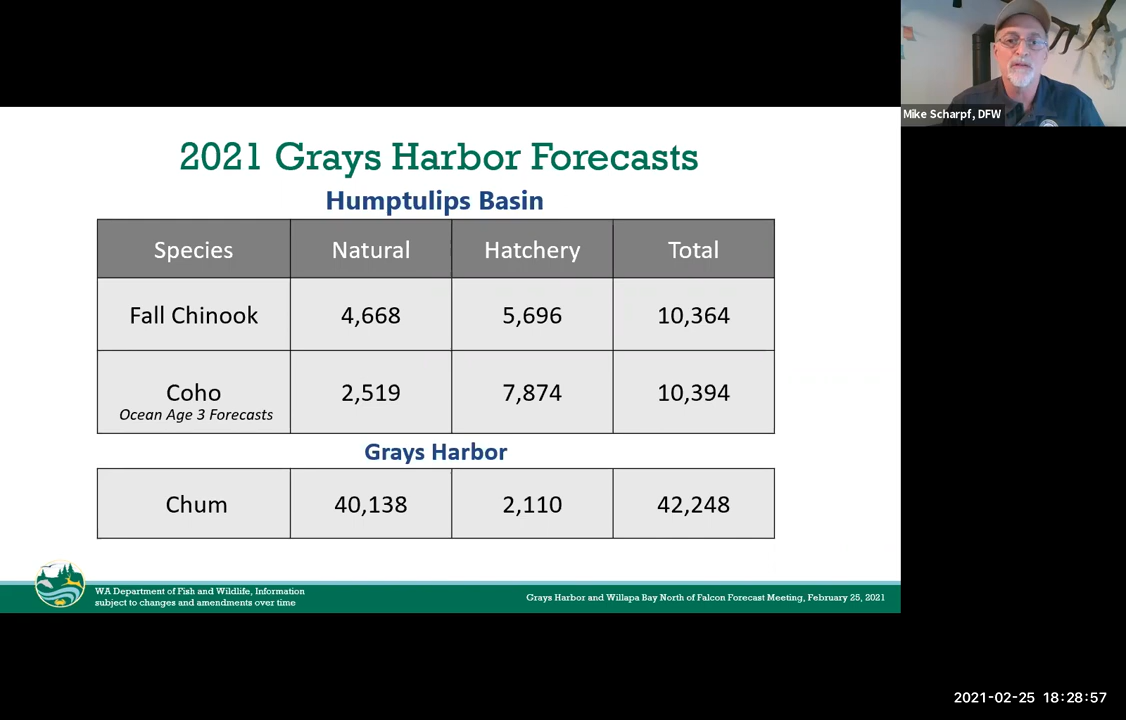 Mike Scharpf, DFW
2021 Grays Harbor Forecasts
Humptulips Basin
Species Natural Hatchery Total
Fall Chinook 4,668 5,696 10,364
Coho 2,519 7,874 10,394
Ocean Age 3 Forecasts
Grays Harbor
Chum 40,138 2,110 42,248
WA Department of Fish and Wildlife, Information
subject to changes and amendments over time
Grays Harbor and Willapa Bay North of Falcon Forecast Meeting, February 25, 2021
2021-02-25 18:28:57